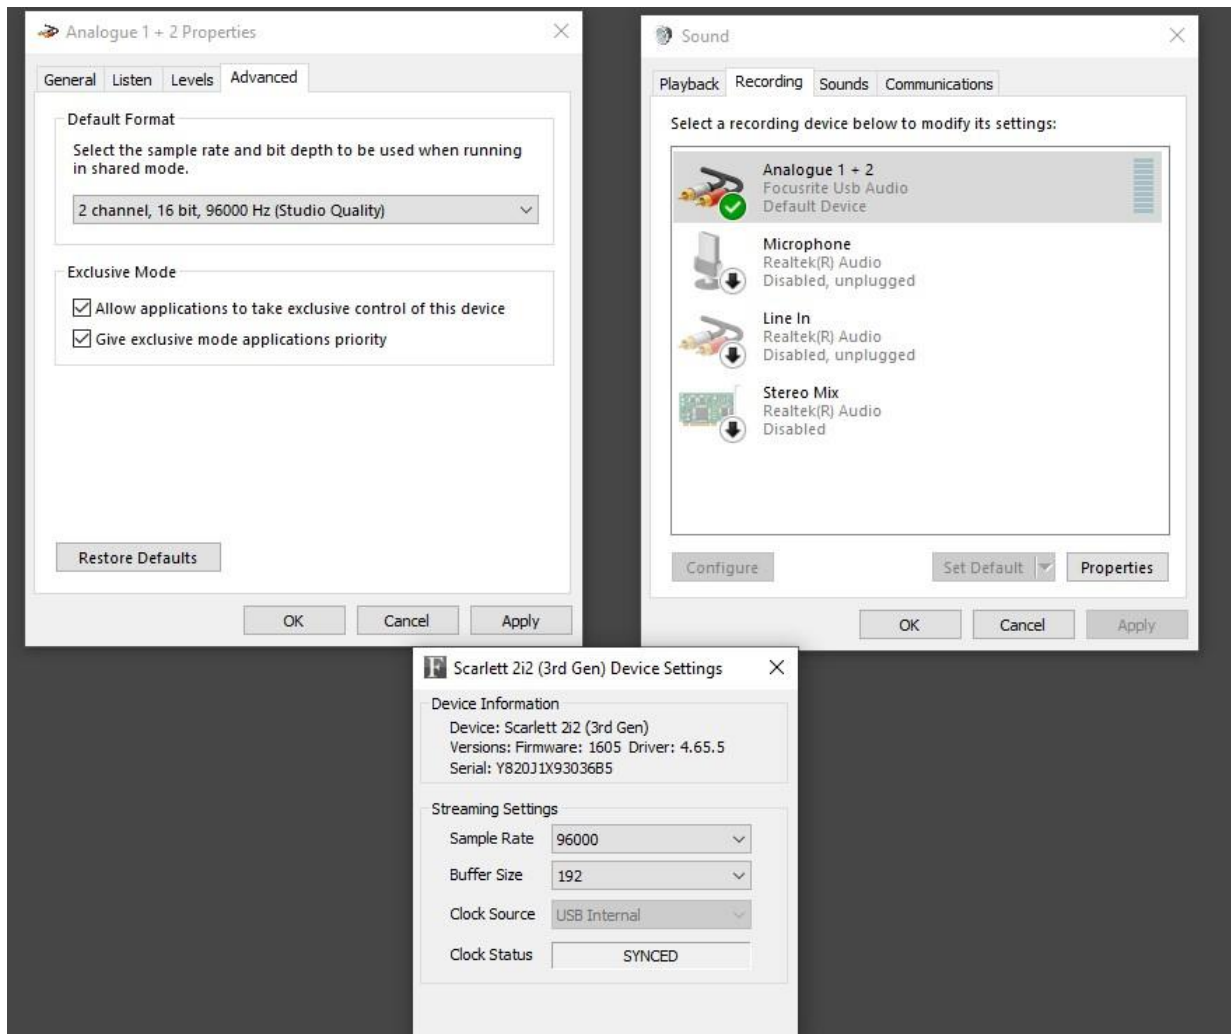 Analogue 1 + 2 Properties
General Listen Levels Advanced
Default Format
Select the sample rate and bit depth to be used when running
in shared mode.
2 channel, 16 bit, 96000 Hz (Studio Quality)
Exclusive Mode
Allow applications to take exclusive control of this device
Give exclusive mode applications priority
Restore Defaults
OK Cancel Apply
Sound
Playback Recording Sounds Communications
Select a recording device below to modify its settings:
Analogue 1 + 2
Focusrite Usb Audio
Default Device
Microphone
Realtek(R) Audio
Disabled, unplugged
Line In
Realtek(R) Audio
Disabled, unplugged
Stereo Mix
Realtek(R) Audio
Disabled
Configure Set Default Properties
OK Cancel Apply
F Scarlett 2i2 (3rd Gen) Device Settings
Device Information
Device: Scarlett 2i2 (3rd Gen)
Versions: Firmware: 1605 Driver: 4.65.5
Serial: Y820J1X93036B5
Streaming Settings
Sample Rate 96000
Buffer Size 192
Clock Source USB Internal
Clock Status SYNCED